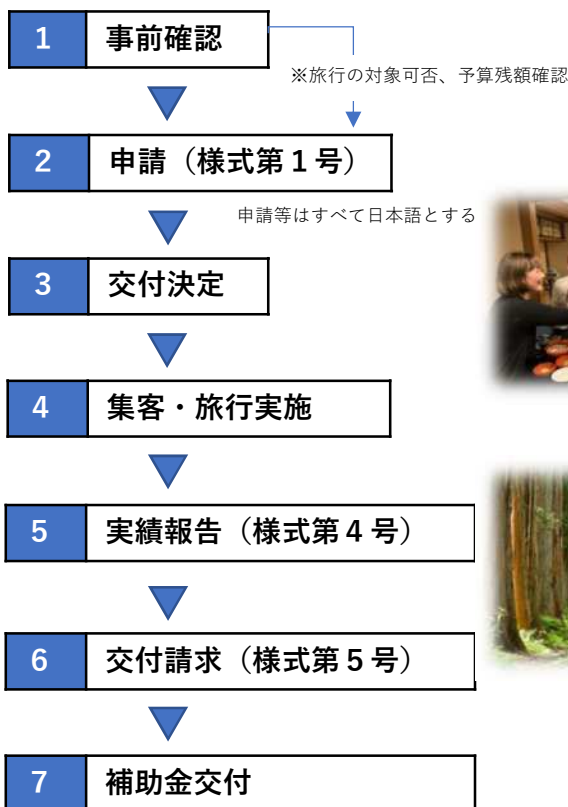 1 事前確認
※旅行の対象可否、予算残額確認
2 申請（様式第1号）
申請等はすべて日本語とする
3 交付決定
4 集客・旅行実施
5 実績報告（様式第4号）
6 交付請求（様式第5号）
7 補助金交付